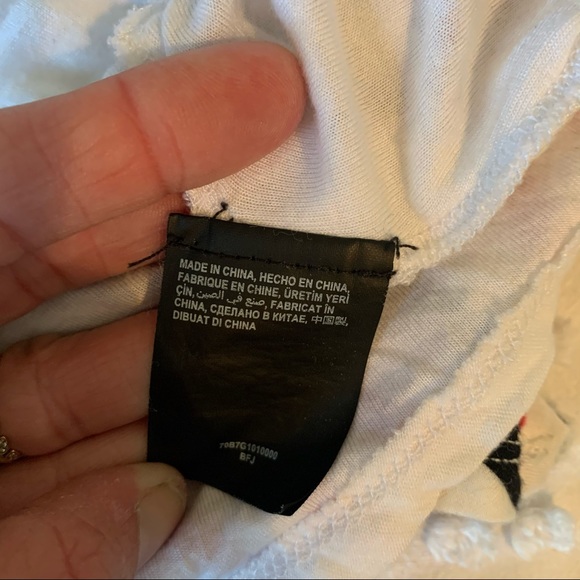 MADE IN CHINA, HECHO EN CHINA,
FABRIQUE EN CHINE, ÜRETİM YERİ
ÇİN, صنع في الصين, FABRICAT ÎN
CHINA, СДЕЛАНО В КИТАЕ, 中国製,
DIBUAT DI CHINA
79B7G1010000
BFJ